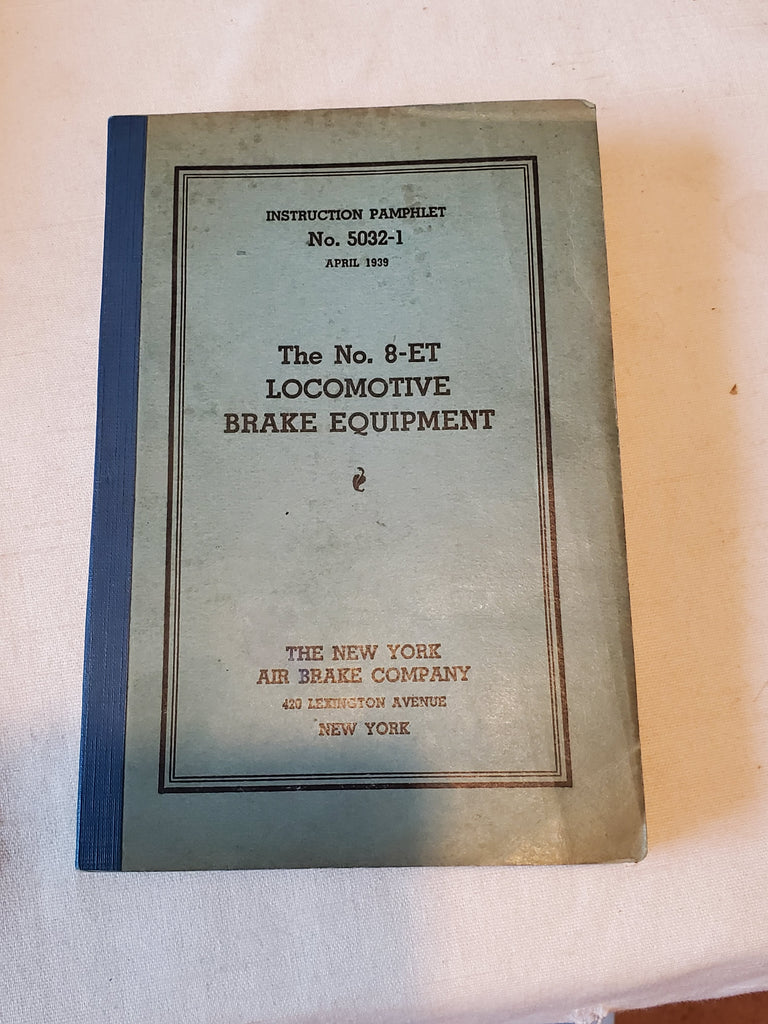 INSTRUCTION PAMPHLET
No. 5032-1
APRIL 1939
The No. 8-ET
LOCOMOTIVE
BRAKE EQUIPMENT
THE NEW YORK
AIR BRAKE COMPANY
420 LEXINGTON AVENUE
NEW YORK